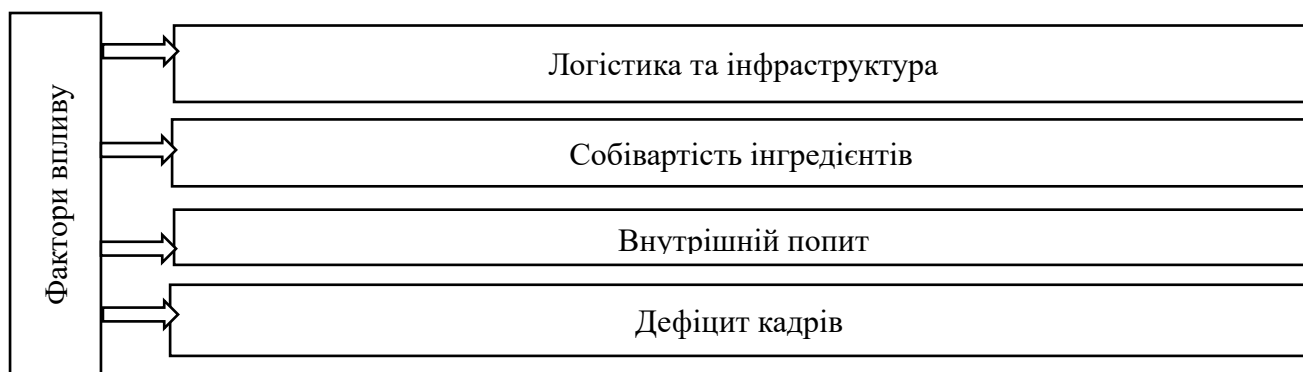 Фактори впливу
Логістика та інфраструктура
Собівартість інгредієнтів
Внутрішній попит
Дефіцит кадрів